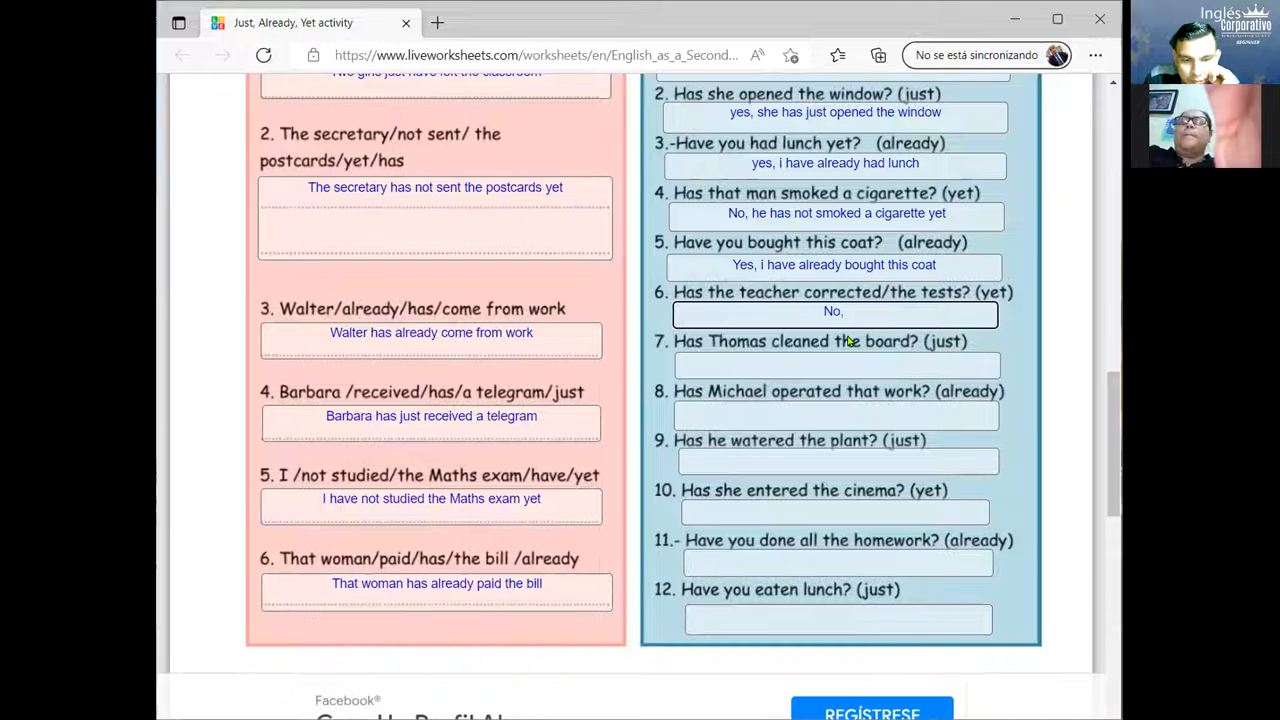 Just, Already, Yet activity
https://www.liveworksheets.com/worksheets/en/English_as_a_Second...
No se está sincronizando
Inglés
Corporativo
BEGINNER
Two girls just have left the classroom
2. The secretary/not sent/ the
postcards/yet/has
The secretary has not sent the postcards yet
3. Walter/already/has/come from work
Walter has already come from work
4. Barbara /received/has/a telegram/just
Barbara has just received a telegram
5. I /not studied/the Maths exam/have/yet
I have not studied the Maths exam yet
6. That woman/paid/has/the bill /already
That woman has already paid the bill
2. Has she opened the window? (just)
yes, she has just opened the window
3.-Have you had lunch yet? (already)
yes, i have already had lunch
4. Has that man smoked a cigarette? (yet)
No, he has not smoked a cigarette yet
5. Have you bought this coat? (already)
Yes, i have already bought this coat
6. Has the teacher corrected/the tests? (yet)
No,
7. Has Thomas cleaned the board? (just)
8. Has Michael operated that work? (already)
9. Has he watered the plant? (just)
10. Has she entered the cinema? (yet)
11.- Have you done all the homework? (already)
12. Have you eaten lunch? (just)
Facebook®
REGÍSTRESE